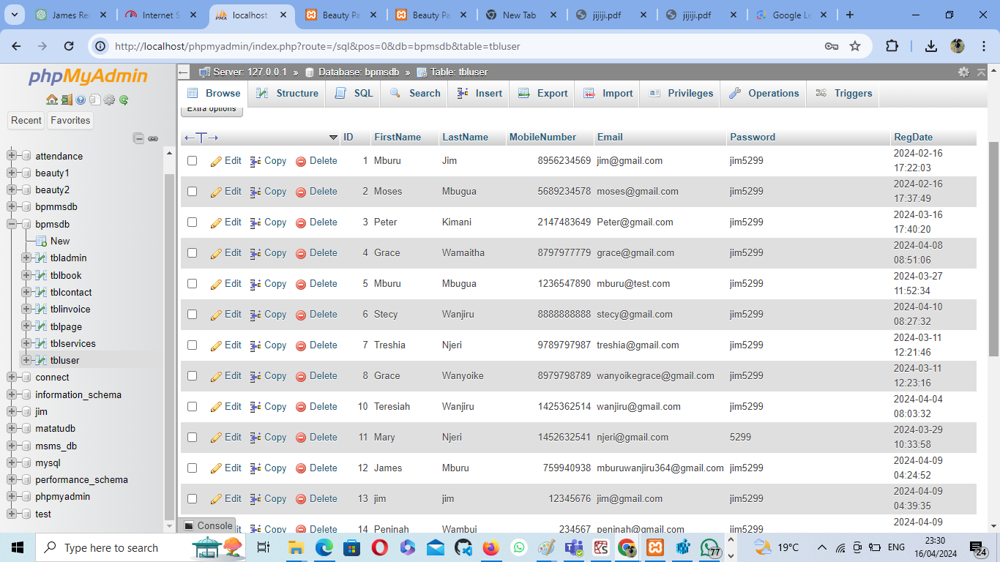 James Rec
Internet S
localhost
Beauty Pa
Beauty Pa
New Tab
jijiji.pdf
jijiji.pdf
Google Le
http://localhost/phpmyadmin/index.php?route=/sql&pos=0&db=bpmsdb&table=tbluser
phpMyAdmin
Recent
Favorites
attendance
beauty1
beauty2
bpmmsdb
bpmsdb
New
tbladmin
tblbook
tblcontact
tblinvoice
tblpage
tblservices
tbluser
connect
information_schema
jim
matatudb
msms_db
mysql
performance_schema
phpmyadmin
test
Server: 127.0.0.1 » Database: bpmsdb » Table: tbluser
Browse Structure SQL Search Insert Export Import Privileges Operations Triggers
Extra options
ID FirstName LastName MobileNumber Email Password RegDate
Edit Copy Delete 1 Mburu Jim 8956234569 jim@gmail.com jim5299 2024-02-16
17:22:03
Edit Copy Delete 2 Moses Mbugua 5689234578 moses@gmail.com jim5299 2024-02-16
17:37:49
Edit Copy Delete 3 Peter Kimani 2147483649 Peter@gmail.com jim5299 2024-03-16
17:40:20
Edit Copy Delete 4 Grace Wamaitha 8797977779 grace@gmail.com jim5299 2024-04-08
08:51:06
Edit Copy Delete 5 Mburu Mbugua 1236547890 mburu@test.com jim5299 2024-03-27
11:52:34
Edit Copy Delete 6 Stecy Wanjiru 8888888888 stecy@gmail.com jim5299 2024-04-10
08:27:32
Edit Copy Delete 7 Treshia Njeri 9789797987 treshia@gmail.com jim5299 2024-03-11
12:21:46
Edit Copy Delete 8 Grace Wanyoike 8979798789 wanyoikegrace@gmail.com jim5299 2024-03-11
12:23:16
Edit Copy Delete 10 Teresiah Wanjiru 1425362514 wanjiru@gmail.com jim5299 2024-04-04
08:03:32
Edit Copy Delete 11 Mary Njeri 1452632541 njeri@gmail.com 5299 2024-03-29
10:33:58
Edit Copy Delete 12 James Mburu 759940938 mburuwanjiru364@gmail.com jim5299 2024-04-09
04:24:52
Edit Copy Delete 13 jim jim 12345676 jim@gmail.com jim5299 2024-04-09
04:39:35
Copy Delete 14 Peninah Wambui 234567 peninah@gmail.com jim5299 2024-04-09
Console
Type here to search
77
19°C
ENG
23:30
16/04/2024
24